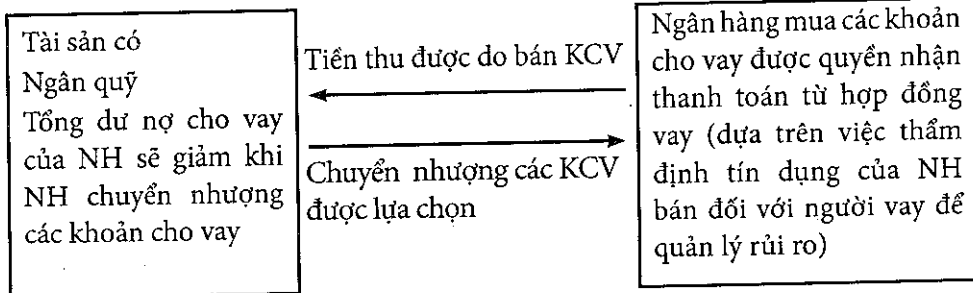 Tài sản có
Ngân quỹ
Tổng dư nợ cho vay
của NH sẽ giảm khi
NH chuyển nhượng
các khoản cho vay
Tiền thu được do bán KCV
Chuyển nhượng các KCV
được lựa chọn
Ngân hàng mua các khoản
cho vay được quyền nhận
thanh toán từ hợp đồng
vay (dựa trên việc thẩm
định tín dụng của NH
bán đối với người vay để
quản lý rủi ro)